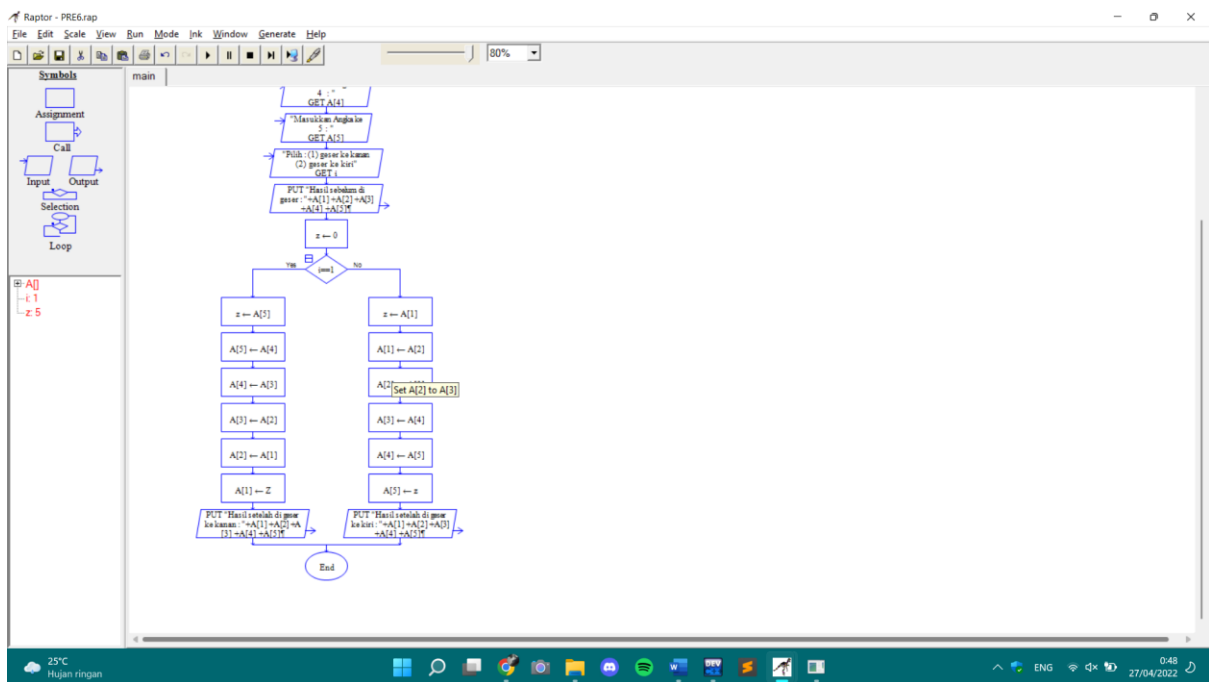 Raptor - PRE6.rap
File Edit Scale View Run Mode Ink Window Generate Help
80%
Symbols
main
Assignment
Call
Input Output
Selection
Loop
A[]
i: 1
z: 5
4 : "
GET A[4]
"Masukkan Angka ke
5 : "
GET A[5]
"Pilih : (1) geser ke kanan
(2) geser ke kiri"
GET i
PUT "Hasil sebelum di
geser : "+A[1]+A[2]+A[3]
+A[4]+A[5]¶
z ← 0
Yes
i==1
No
z ← A[5]
A[5] ← A[4]
A[4] ← A[3]
A[3] ← A[2]
A[2] ← A[1]
A[1] ← Z
PUT "Hasil setelah di geser
ke kanan : "+A[1]+A[2]+A
[3]+A[4]+A[5]¶
z ← A[1]
A[1] ← A[2]
Set A[2] to A[3]
A[3] ← A[4]
A[4] ← A[5]
A[5] ← z
PUT "Hasil setelah di geser
ke kiri : "+A[1]+A[2]+A[3]
+A[4]+A[5]¶
End
25°C
Hujan ringan
W
DEV
ENG
0:48
27/04/2022